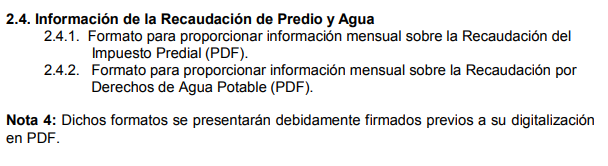 2.4. Información de la Recaudación de Predio y Agua
2.4.1. Formato para proporcionar información mensual sobre la Recaudación del
Impuesto Predial (PDF).
2.4.2. Formato para proporcionar información mensual sobre la Recaudación por
Derechos de Agua Potable (PDF).
Nota 4: Dichos formatos se presentarán debidamente firmados previos a su digitalización
en PDF.